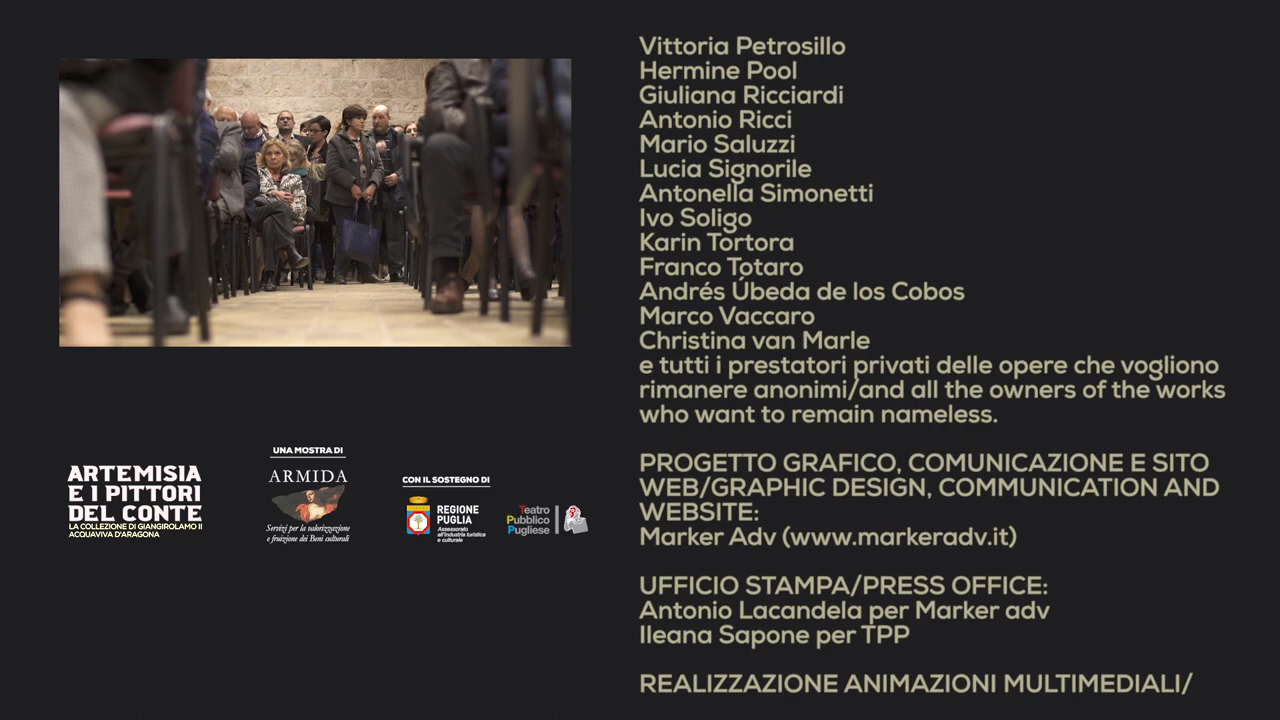 Vittoria Petrosillo
Hermine Pool
Giuliana Ricciardi
Antonio Ricci
Mario Saluzzi
Lucia Signorile
Antonella Simonetti
Ivo Soligo
Karin Tortora
Franco Totaro
Andrés Úbeda de los Cobos
Marco Vaccaro
Christina van Marle
e tutti i prestatori privati delle opere che vogliono
rimanere anonimi/and all the owners of the works
who want to remain nameless.
PROGETTO GRAFICO, COMUNICAZIONE E SITO
WEB/GRAPHIC DESIGN, COMMUNICATION AND
WEBSITE:
Marker Adv (www.markeradv.it)
UFFICIO STAMPA/PRESS OFFICE:
Antonio Lacandela per Marker adv
Ileana Sapone per TPP
REALIZZAZIONE ANIMAZIONI MULTIMEDIALI/
ARTEMISIA
E I PITTORI
DEL CONTE
LA COLLEZIONE DI GIANGIROLAMO II
ACQUAVIVA D'ARAGONA
UNA MOSTRA DI
ARMIDA
Servizi per la valorizzazione
e fruizione dei Beni culturali
CON IL SOSTEGNO DI
REGIONE
PUGLIA
Assessorato
all'Industria turistica
e culturale
Teatro
Pubblico
Pugliese